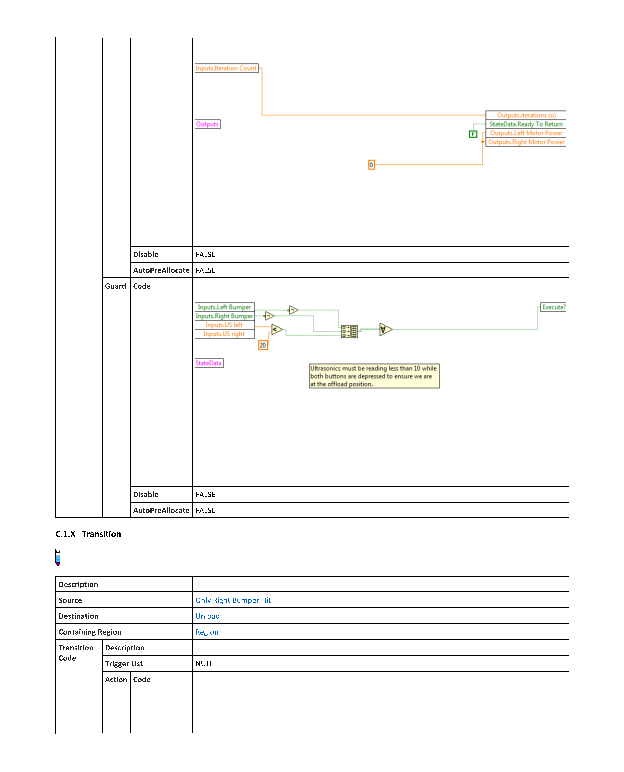 Inputs.Iteration Count
Outputs.Iterations (o)
Outputs
StateData.Ready To Return
F
Outputs.Left Motor Power
Outputs.Right Motor Power
0
Disable FALSE
AutoPreAllocate FALSE
Guard Code
Inputs.Left Bumper
Execute?
Inputs.Right Bumper
Inputs.US left
Inputs.US right
20
StateData
Ultrasonics must be reading less than 10 while
both buttons are depressed to ensure we are
at the offload position.
Disable FALSE
AutoPreAllocate FALSE
C.1.X Transition
Description
Source Only Right Bumper Hit
Destination Unload
Containing Region Region
Transition Code Description
Trigger List NULL
Action Code